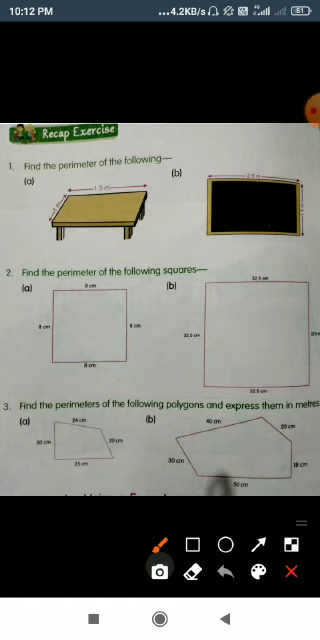 10:12 PM
...4.2KB/s 4G 51
Recap Exercise
1. Find the perimeter of the following—
(a)
(b)
1.5 m
2.5 m
2. Find the perimeter of the following squares—
(a)
(b)
8 cm
8 cm
8 cm
8 cm
32.5 cm
32.5 cm
32.5 cm
3. Find the perimeters of the following polygons and express them in metres
(a)
(b)
24 cm
30 cm
20 cm
25 cm
40 cm
20 cm
30 cm
18 cm
50 cm